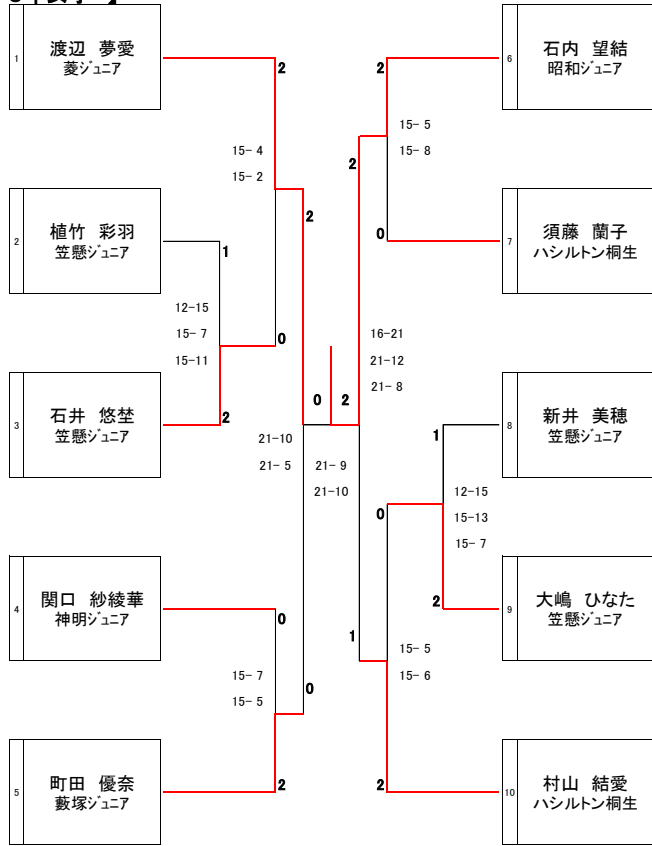 1
渡辺 夢愛
菱ジュニア
2
植竹 彩羽
笠懸ジュニア
3
石井 悠埜
笠懸ジュニア
4
関口 紗綾華
神明ジュニア
5
町田 優奈
藪塚ジュニア
2
15- 4
15- 2
2
1
12-15
15- 7
15-11
0
2
0
2
21-10
21- 5
21- 9
21-10
0
15- 7
15- 5
0
2
2
15- 5
15- 8
2
0
16-21
21-12
21- 8
1
12-15
15-13
15- 7
0
2
1
15- 5
15- 6
2
6
石内 望結
昭和ジュニア
7
須藤 蘭子
ハシルトン桐生
8
新井 美穂
笠懸ジュニア
9
大嶋 ひなた
笠懸ジュニア
10
村山 結愛
ハシルトン桐生